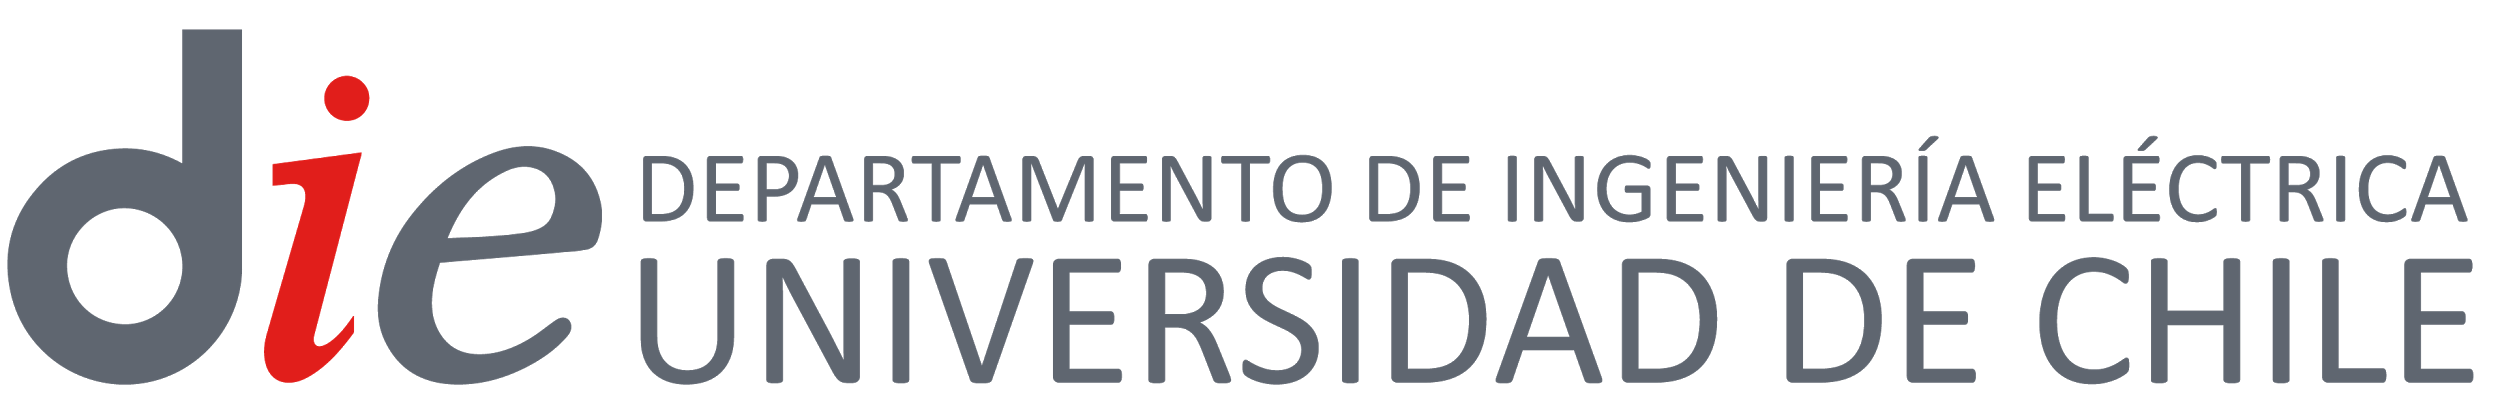 die
DEPARTAMENTO DE INGENIERÍA ELÉCTRICA
UNIVERSIDAD DE CHILE